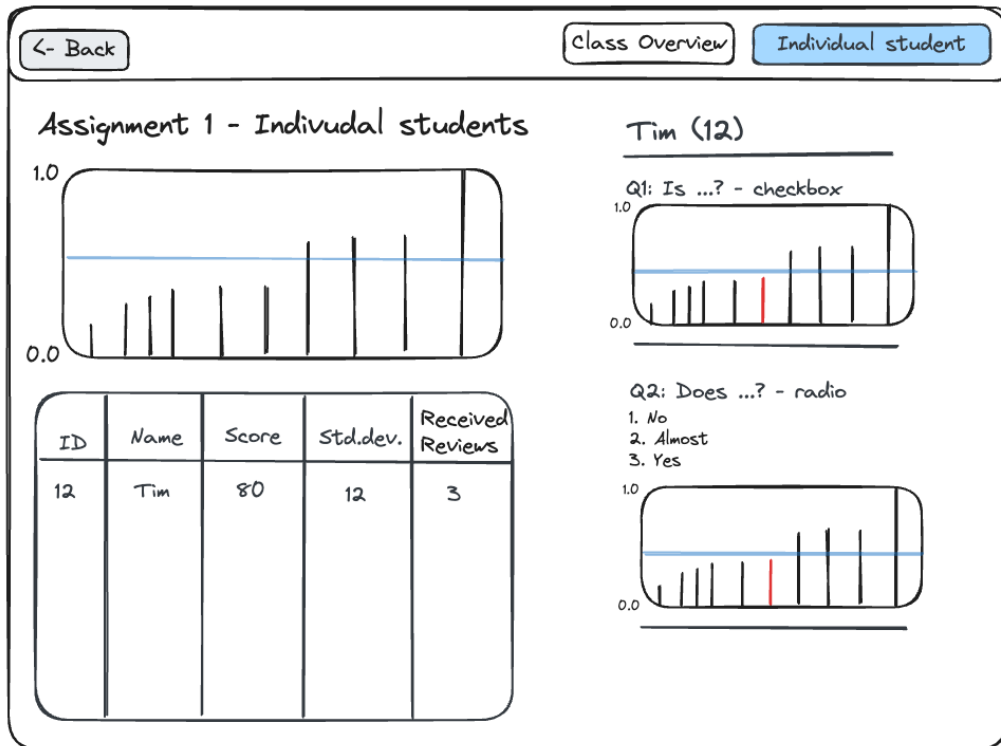 <- Back
Class Overview
Individual student
Assignment 1 - Indivudal students
1.0
0.0
ID
Name
Score
Std.dev.
Received
Reviews
12
Tim
80
12
3
Tim (12)
Q1: Is ...? - checkbox
1.0
0.0
Q2: Does ...? - radio
1. No
2. Almost
3. Yes
1.0
0.0